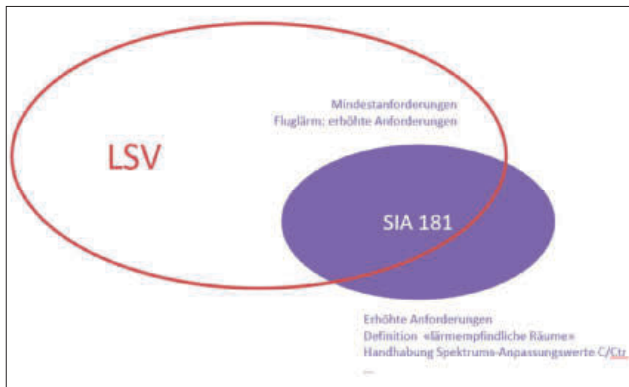 Mindestanforderungen
Fluglärm: erhöhte Anforderungen
LSV
SIA 181
Erhöhte Anforderungen
Definition «lärmempfindliche Räume»
Handhabung Spektrums-Anpassungswerte C/Ctr
...